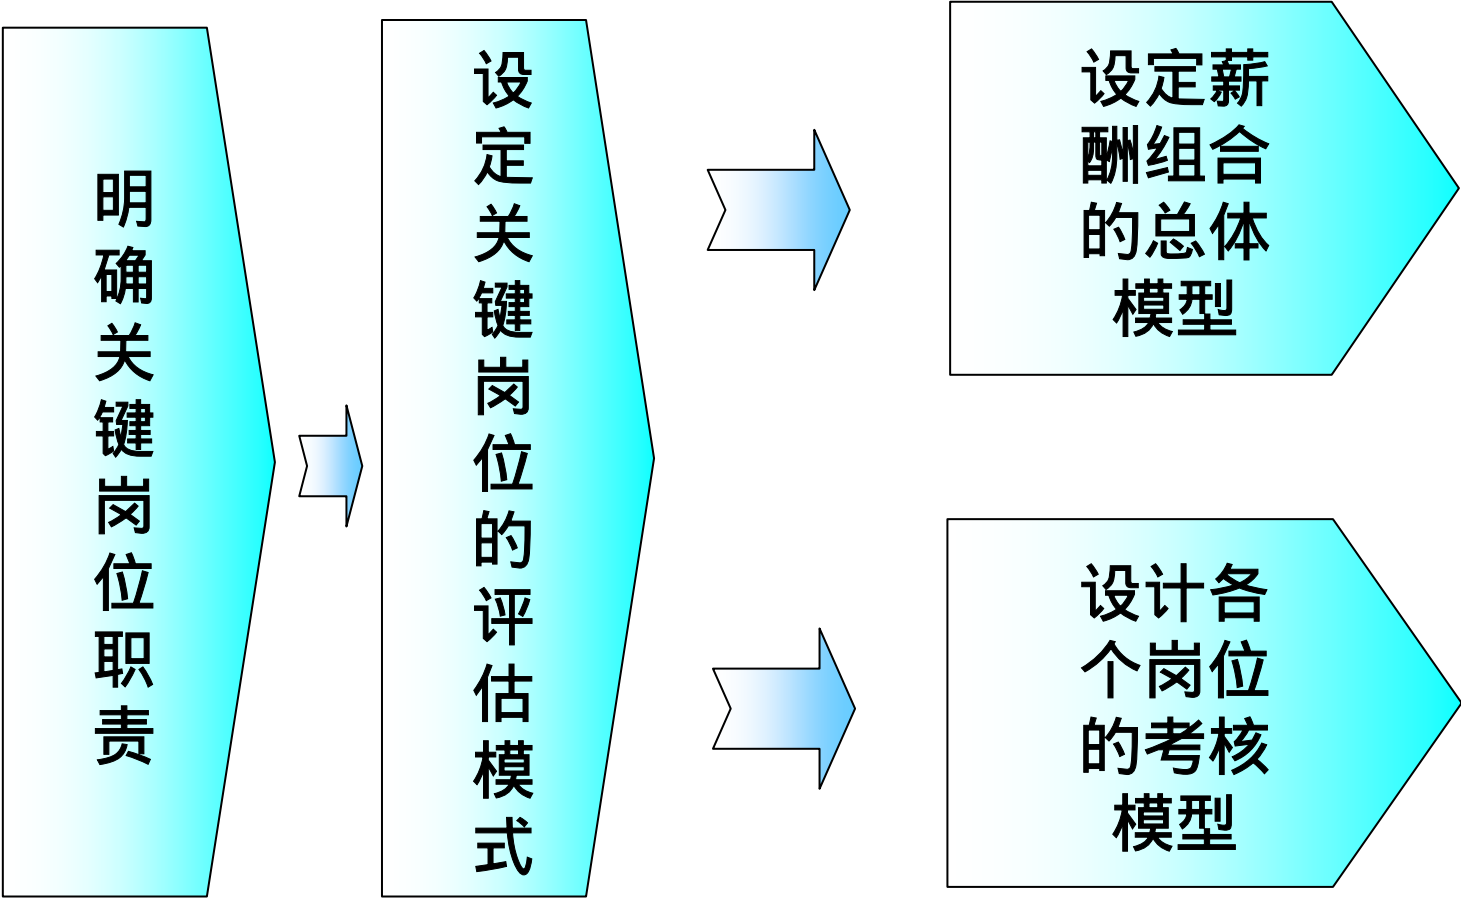 明确关键岗位职责
设定关键岗位的评估模式
设定薪
酬组合
的总体
模型
设计各
个岗位
的考核
模型